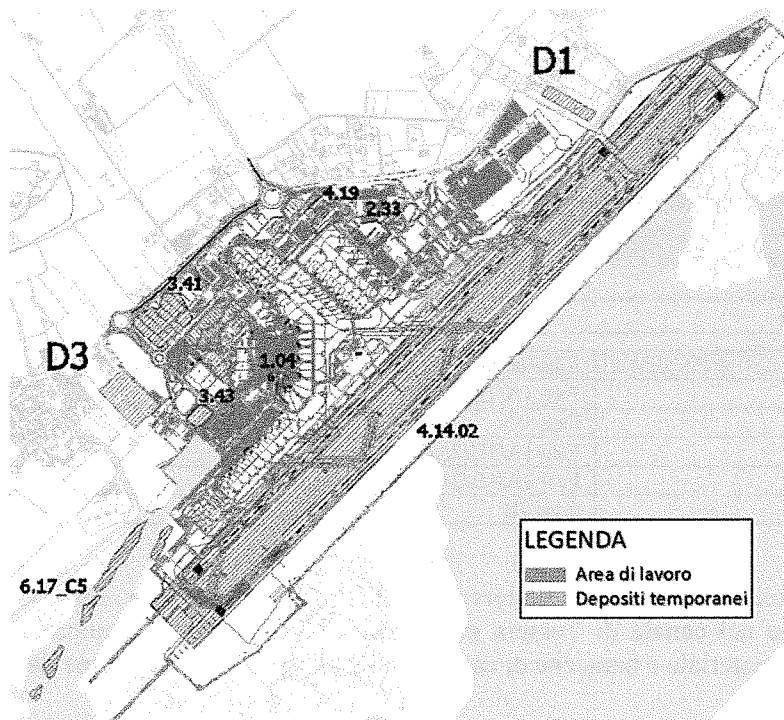 D1
4.19
2.33
3.41
D3
1.04
3.43
4.14.02
6.17_C5
LEGENDA
Area di lavoro
Depositi temporanei